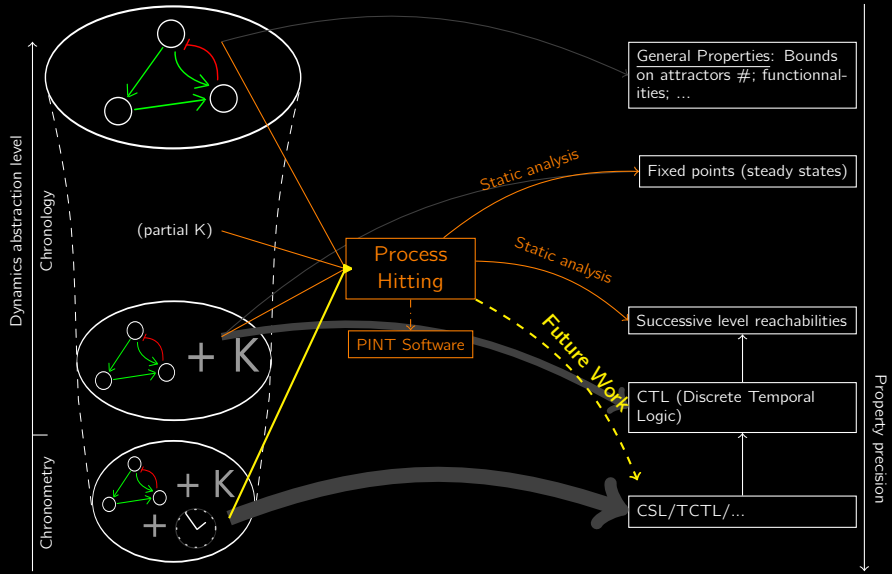 Dynamics abstraction level
Chronology
Chronometry
(partial K)
+ K
+ K
+
Process
Hitting
PINT Software
Static analysis
Static analysis
Future Work
General Properties: Bounds
on attractors #; functionnal-
ities; ...
Fixed points (steady states)
Successive level reachabilities
CTL (Discrete Temporal
Logic)
CSL/TCTL/...
Property precision